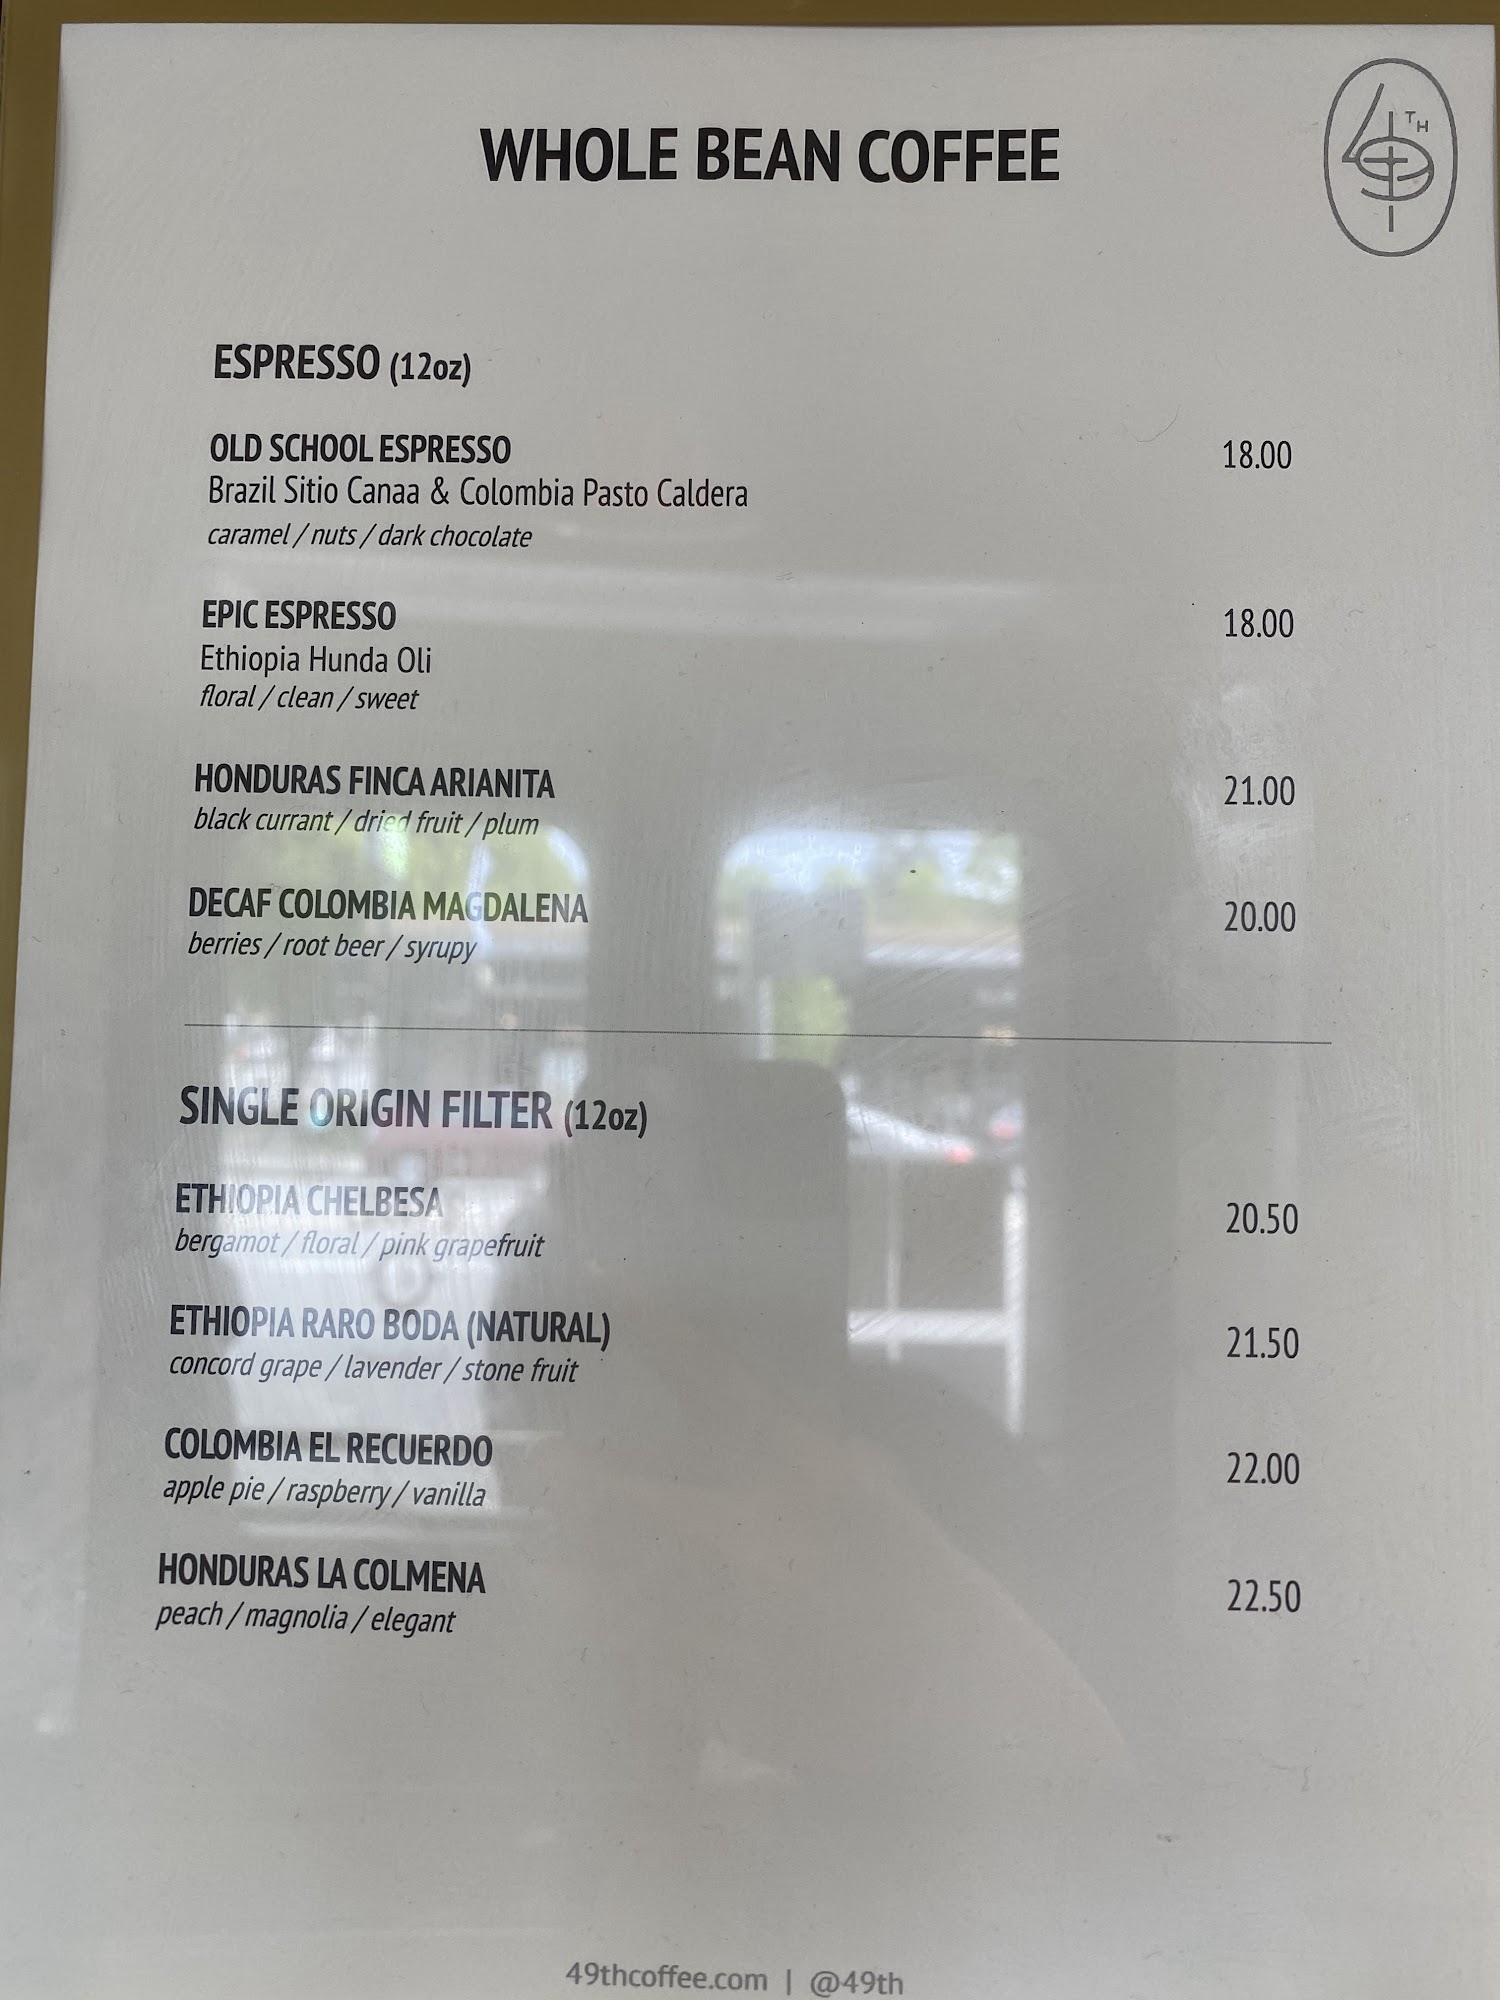 WHOLE BEAN COFFEE
49 TH
ESPRESSO (12oz)
OLD SCHOOL ESPRESSO 18.00
Brazil Sitio Canaa & Colombia Pasto Caldera
caramel / nuts / dark chocolate
EPIC ESPRESSO 18.00
Ethiopia Hunda Oli
floral / clean / sweet
HONDURAS FINCA ARIANITA 21.00
black currant / dried fruit / plum
DECAF COLOMBIA MAGDALENA 20.00
berries / root beer / syrupy
SINGLE ORIGIN FILTER (12oz)
ETHIOPIA CHELBESA 20.50
bergamot / floral / pink grapefruit
ETHIOPIA RARO BODA (NATURAL) 21.50
concord grape / lavender / stone fruit
COLOMBIA EL RECUERDO 22.00
apple pie / raspberry / vanilla
HONDURAS LA COLMENA 22.50
peach / magnolia / elegant
49thcoffee.com | @49th